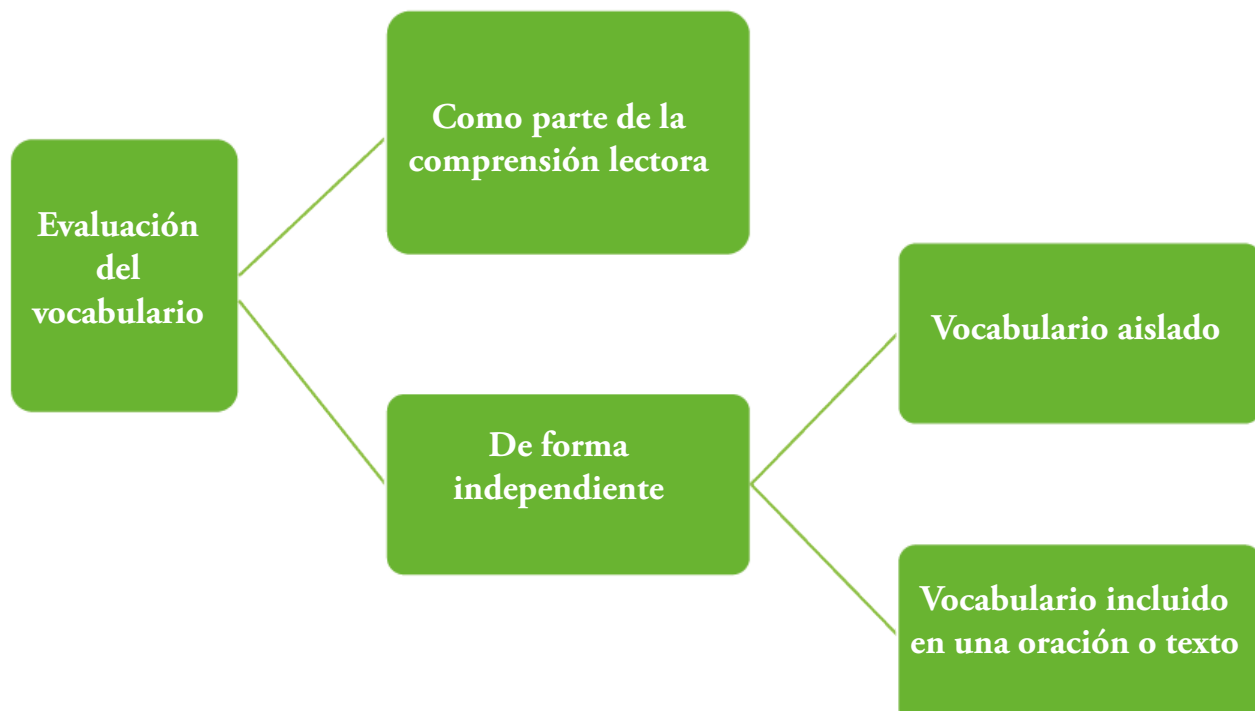 Evaluación
del
vocabulario
Como parte de la
comprensión lectora
De forma
independiente
Vocabulario aislado
Vocabulario incluido
en una oración o texto